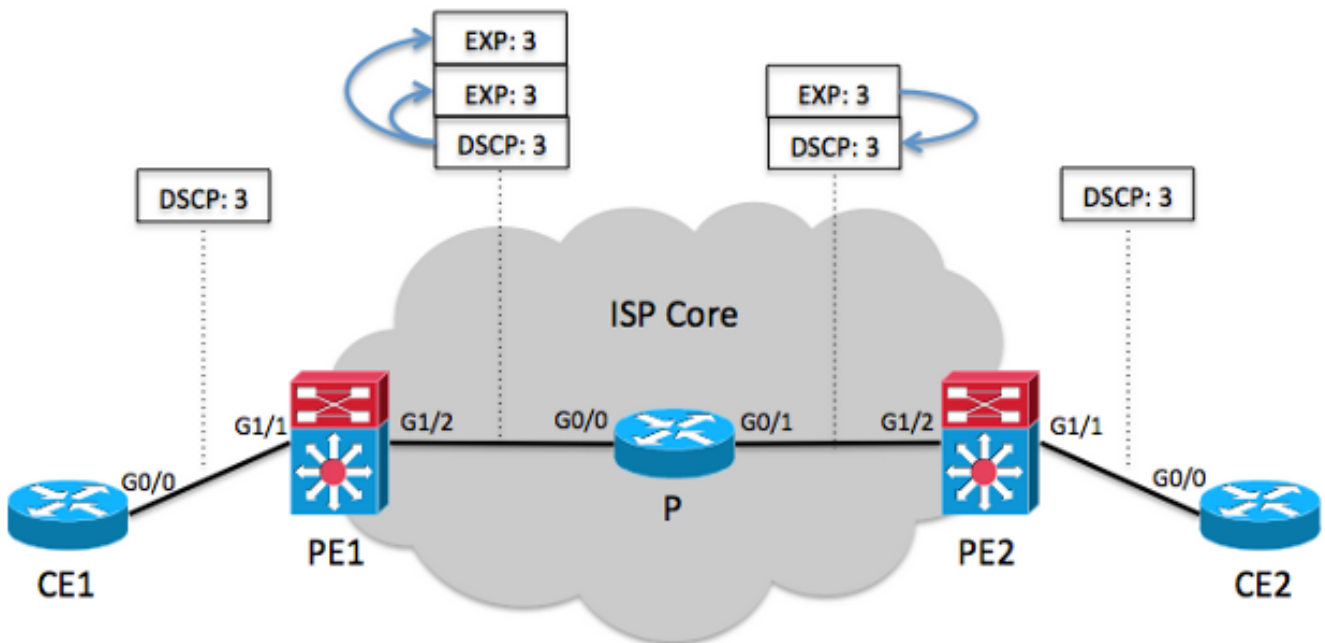 EXP: 3
EXP: 3
DSCP: 3
EXP: 3
DSCP: 3
DSCP: 3
DSCP: 3
ISP Core
G1/1
G1/2
G0/0
G0/1
G1/2
G1/1
G0/0
G0/0
P
PE1
PE2
CE1
CE2